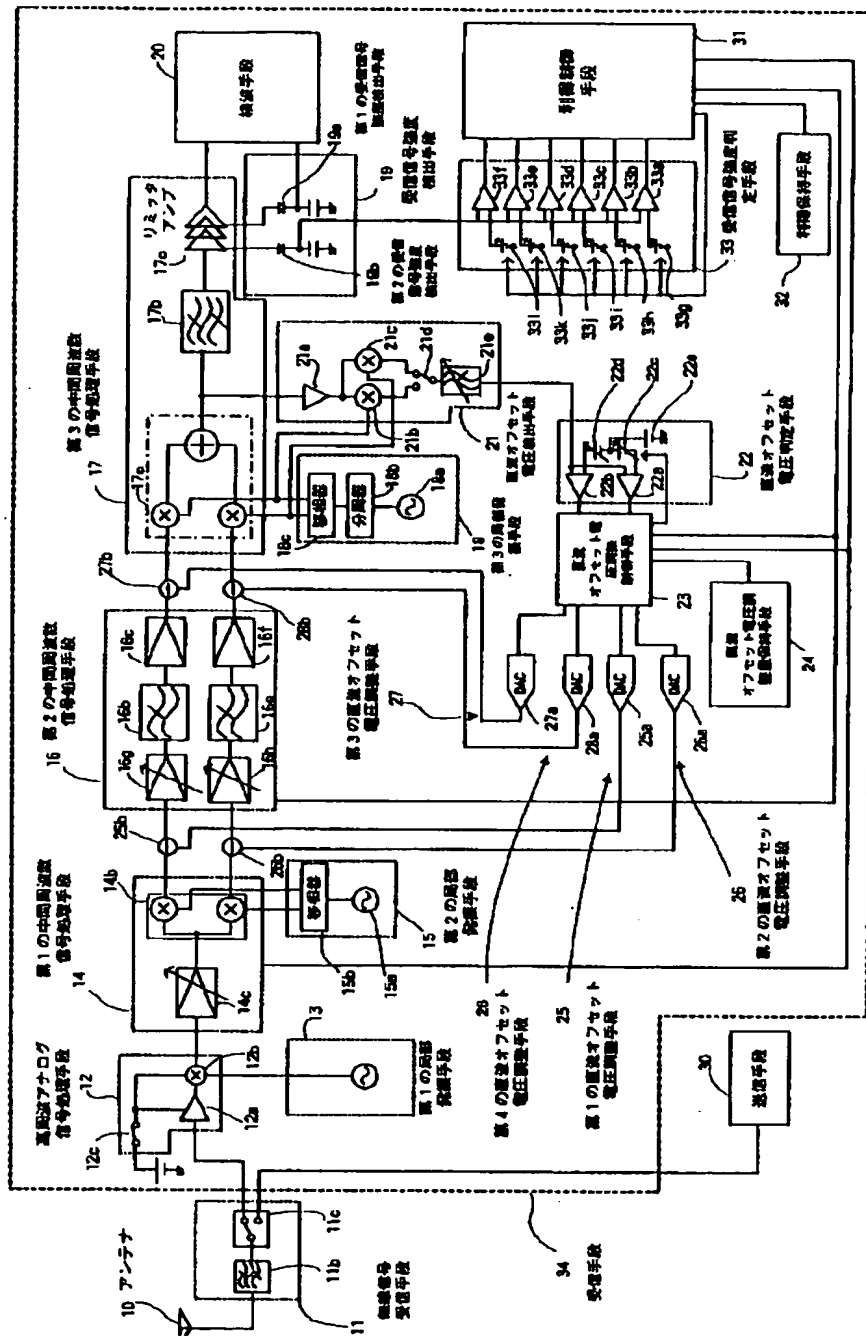 10 アンテナ
11b
11c
11
無線信号
受信手段
高周波アナログ
信号処理手段
12
12c
12a
12b
13
第1の局部
発振手段
第1の中間周波数
信号処理手段
14
14b
14c
移相器
15b
15a
15
第2の局部
発振手段
25b
26b
第2の中間周波数
信号処理手段
16
16g
16b
16c
16h
16e
16f
27b
28b
第3の直流オフセット
電圧調整手段
27
第3の中間周波数
信号処理手段
17
17a
17b
リミッタ
アンプ
17c
移相器
分周器
18c
18b
18a
18
第3の局部発
振手段
第1の受信信号
強度検出手段
19a
19b
第2の受信
信号強度
検出手段
19
受信信号強度
検出手段
20
検波手段
21a
21b
21c
21d
21e
21
直流オフセット
電圧検出手段
22a
22b
22c
22d
22e
22
直流オフセット
電圧判定手段
直流
オフセット電
圧調整
制御手段
23
直流
オフセット電圧調
整量保持手段
24
DAC
27a
DAC
28a
DAC
25a
DAC
26a
28
第4の直流オフセット
電圧調整手段
25
第1の直流オフセット
電圧調整手段
26
第2の直流オフセット
電圧調整手段
30
送信手段
利得制御
手段
31
利得保持手段
32
33f
33e
33d
33c
33b
33a
33l
33k
33j
33i
33h
33g
33 受信信号強度判
定手段
34
受信手段